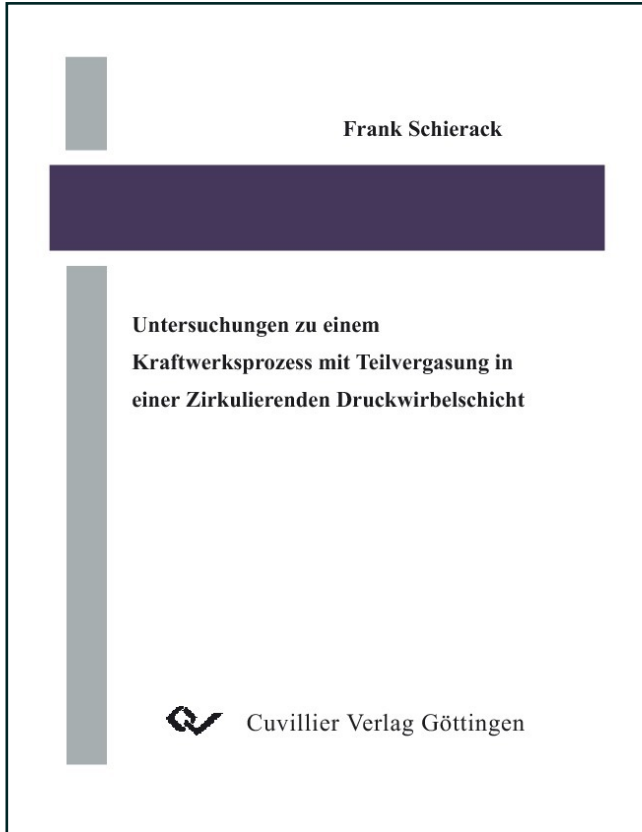 Frank Schierack
Untersuchungen zu einem
Kraftwerksprozess mit Teilvergasung in
einer Zirkulierenden Druckwirbelschicht
Cuvillier Verlag Göttingen